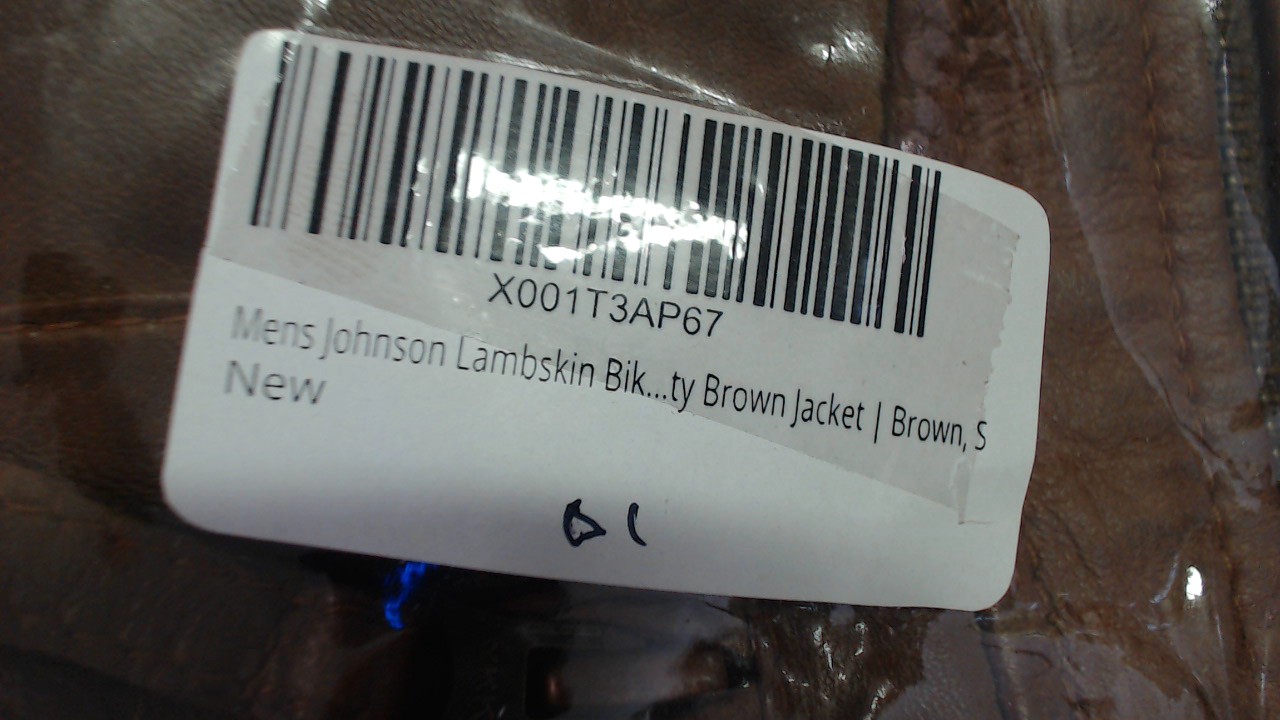 X001T3AP67
Mens Johnson Lambskin Bik...ty Brown Jacket | Brown, S
New